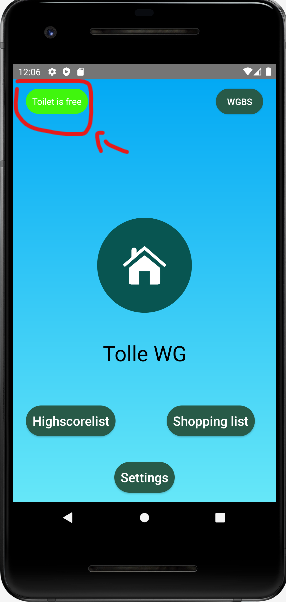 12:06
Toilet is free
WGBS
Tolle WG
Highscorelist
Shopping list
Settings